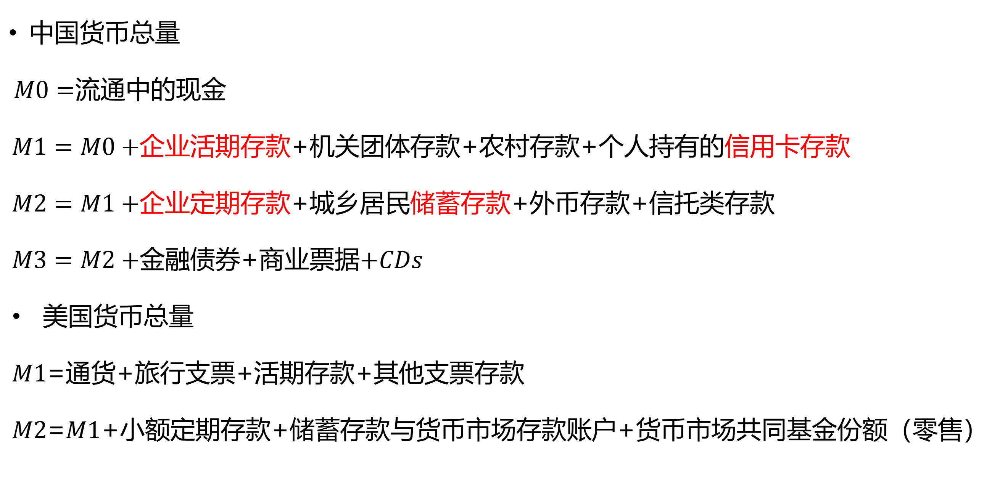 • 中国货币总量
M0 =流通中的现金
M1 = M0 +企业活期存款+机关团体存款+农村存款+个人持有的信用卡存款
M2 = M1 +企业定期存款+城乡居民储蓄存款+外币存款+信托类存款
M3 = M2 +金融债券+商业票据+CDs
• 美国货币总量
M1=通货+旅行支票+活期存款+其他支票存款
M2=M1+小额定期存款+储蓄存款与货币市场存款账户+货币市场共同基金份额（零售）